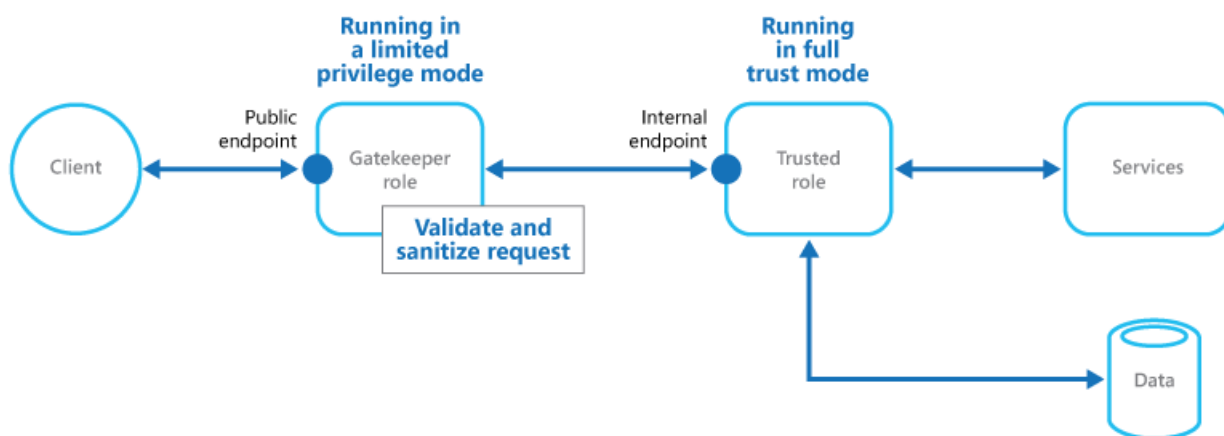 Running in
a limited
privilege mode
Running
in full
trust mode
Client
Public
endpoint
Gatekeeper
role
Validate and
sanitize request
Internal
endpoint
Trusted
role
Services
Data